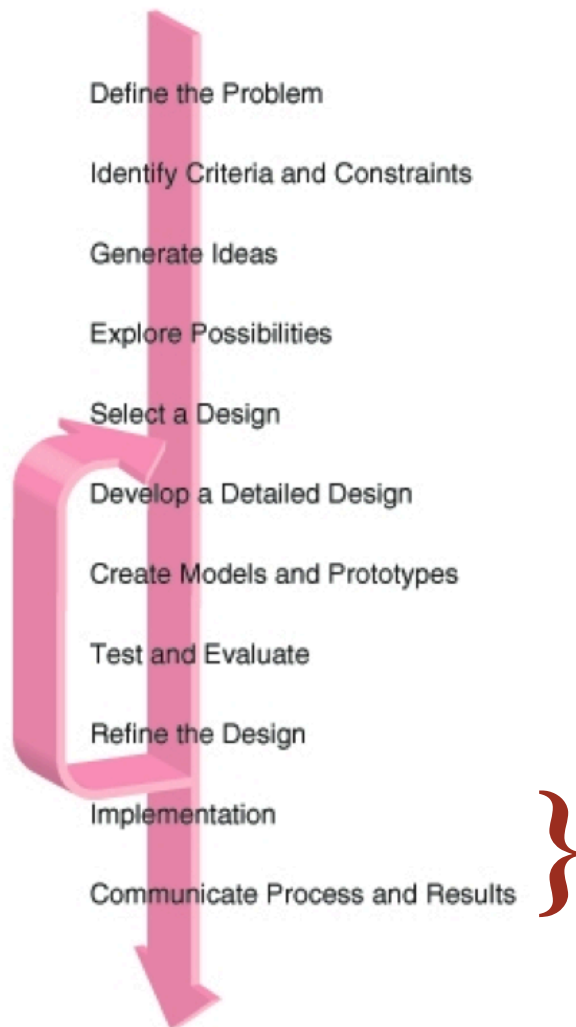 Define the Problem
Identify Criteria and Constraints
Generate Ideas
Explore Possibilities
Select a Design
Develop a Detailed Design
Create Models and Prototypes
Test and Evaluate
Refine the Design
Implementation
Communicate Process and Results